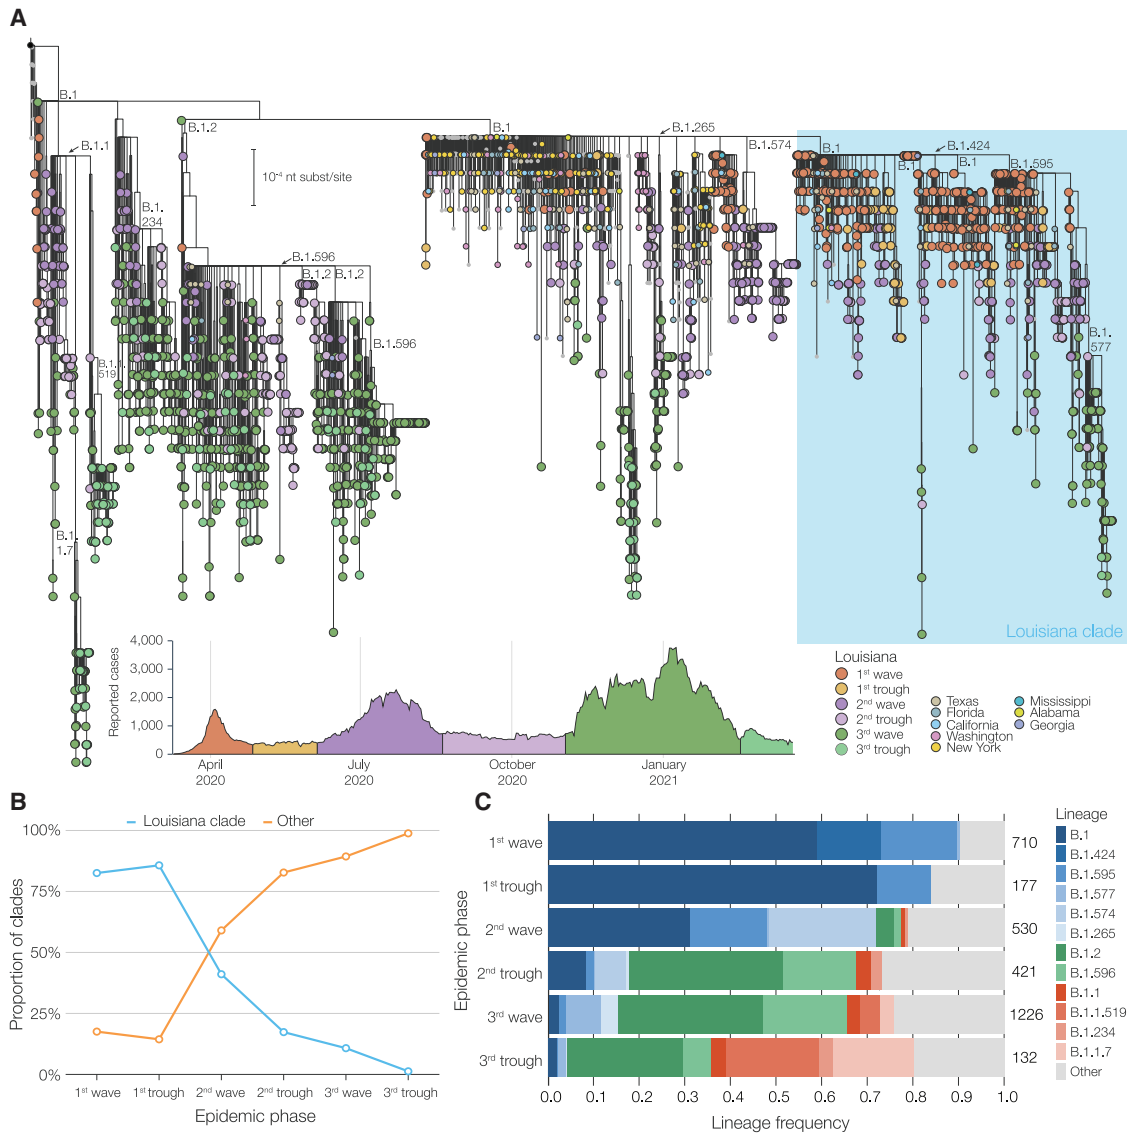 A
B.1
B.1.2
B.1
B.1.265
B.1.574
B.1
B.1.424
B.1
B.1
B.1.595
B.1.1
10⁻⁴ nt subst/site
B.1.
234
B.1.596
B.1.2
B.1.2
B.1.596
B.1.
577
B.1.1.
519
B.1.
1.7
Louisiana clade
Reported cases
4,000
3,000
2,000
1,000
0
April
2020
July
2020
October
2020
January
2021
Louisiana
1st wave
1st trough
2nd wave
2nd trough
3rd wave
3rd trough
Texas
Florida
California
Washington
New York
Mississippi
Alabama
Georgia
B
Louisiana clade
Other
Proportion of clades
100%
75%
50%
25%
0%
1st wave
1st trough
2nd wave
2nd trough
3rd wave
3rd trough
Epidemic phase
C
Epidemic phase
1st wave
710
1st trough
177
2nd wave
530
2nd trough
421
3rd wave
1226
3rd trough
132
0.0 0.1 0.2 0.3 0.4 0.5 0.6 0.7 0.8 0.9 1.0
Lineage frequency
Lineage
B.1
B.1.424
B.1.595
B.1.577
B.1.574
B.1.265
B.1.2
B.1.596
B.1.1
B.1.1.519
B.1.234
B.1.1.7
Other